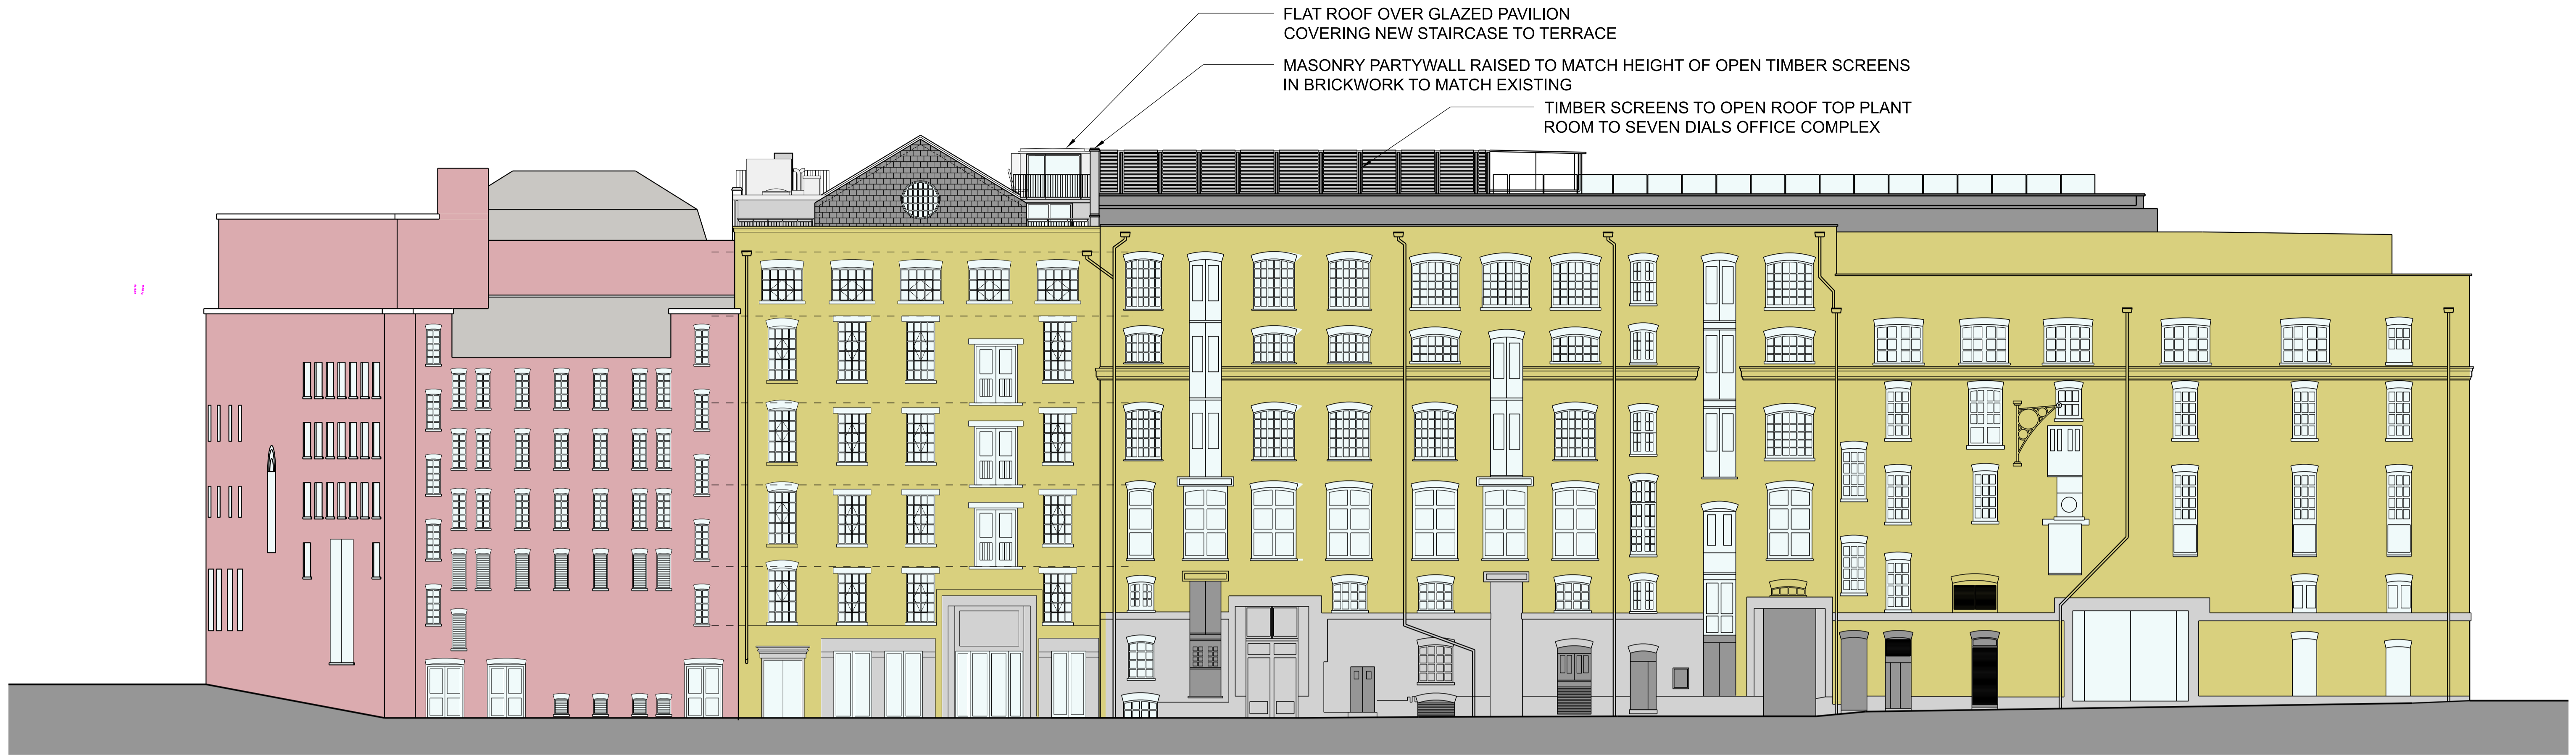 FLAT ROOF OVER GLAZED PAVILION
COVERING NEW STAIRCASE TO TERRACE
MASONRY PARTYWALL RAISED TO MATCH HEIGHT OF OPEN TIMBER SCREENS
IN BRICKWORK TO MATCH EXISTING
TIMBER SCREENS TO OPEN ROOF TOP PLANT
ROOM TO SEVEN DIALS OFFICE COMPLEX